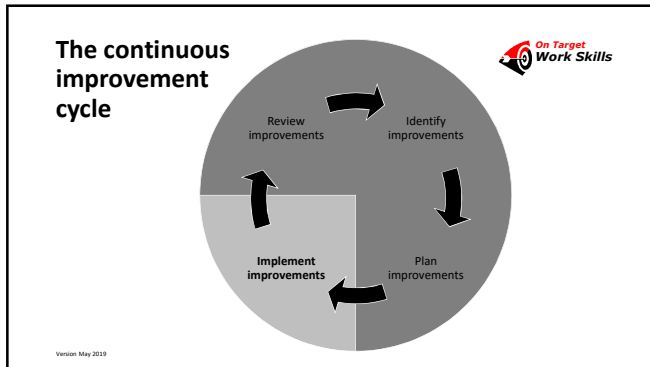 The continuous
improvement
cycle
On Target
Work Skills
Review
improvements
Identify
improvements
Implement
improvements
Plan
improvements
Version May 2019